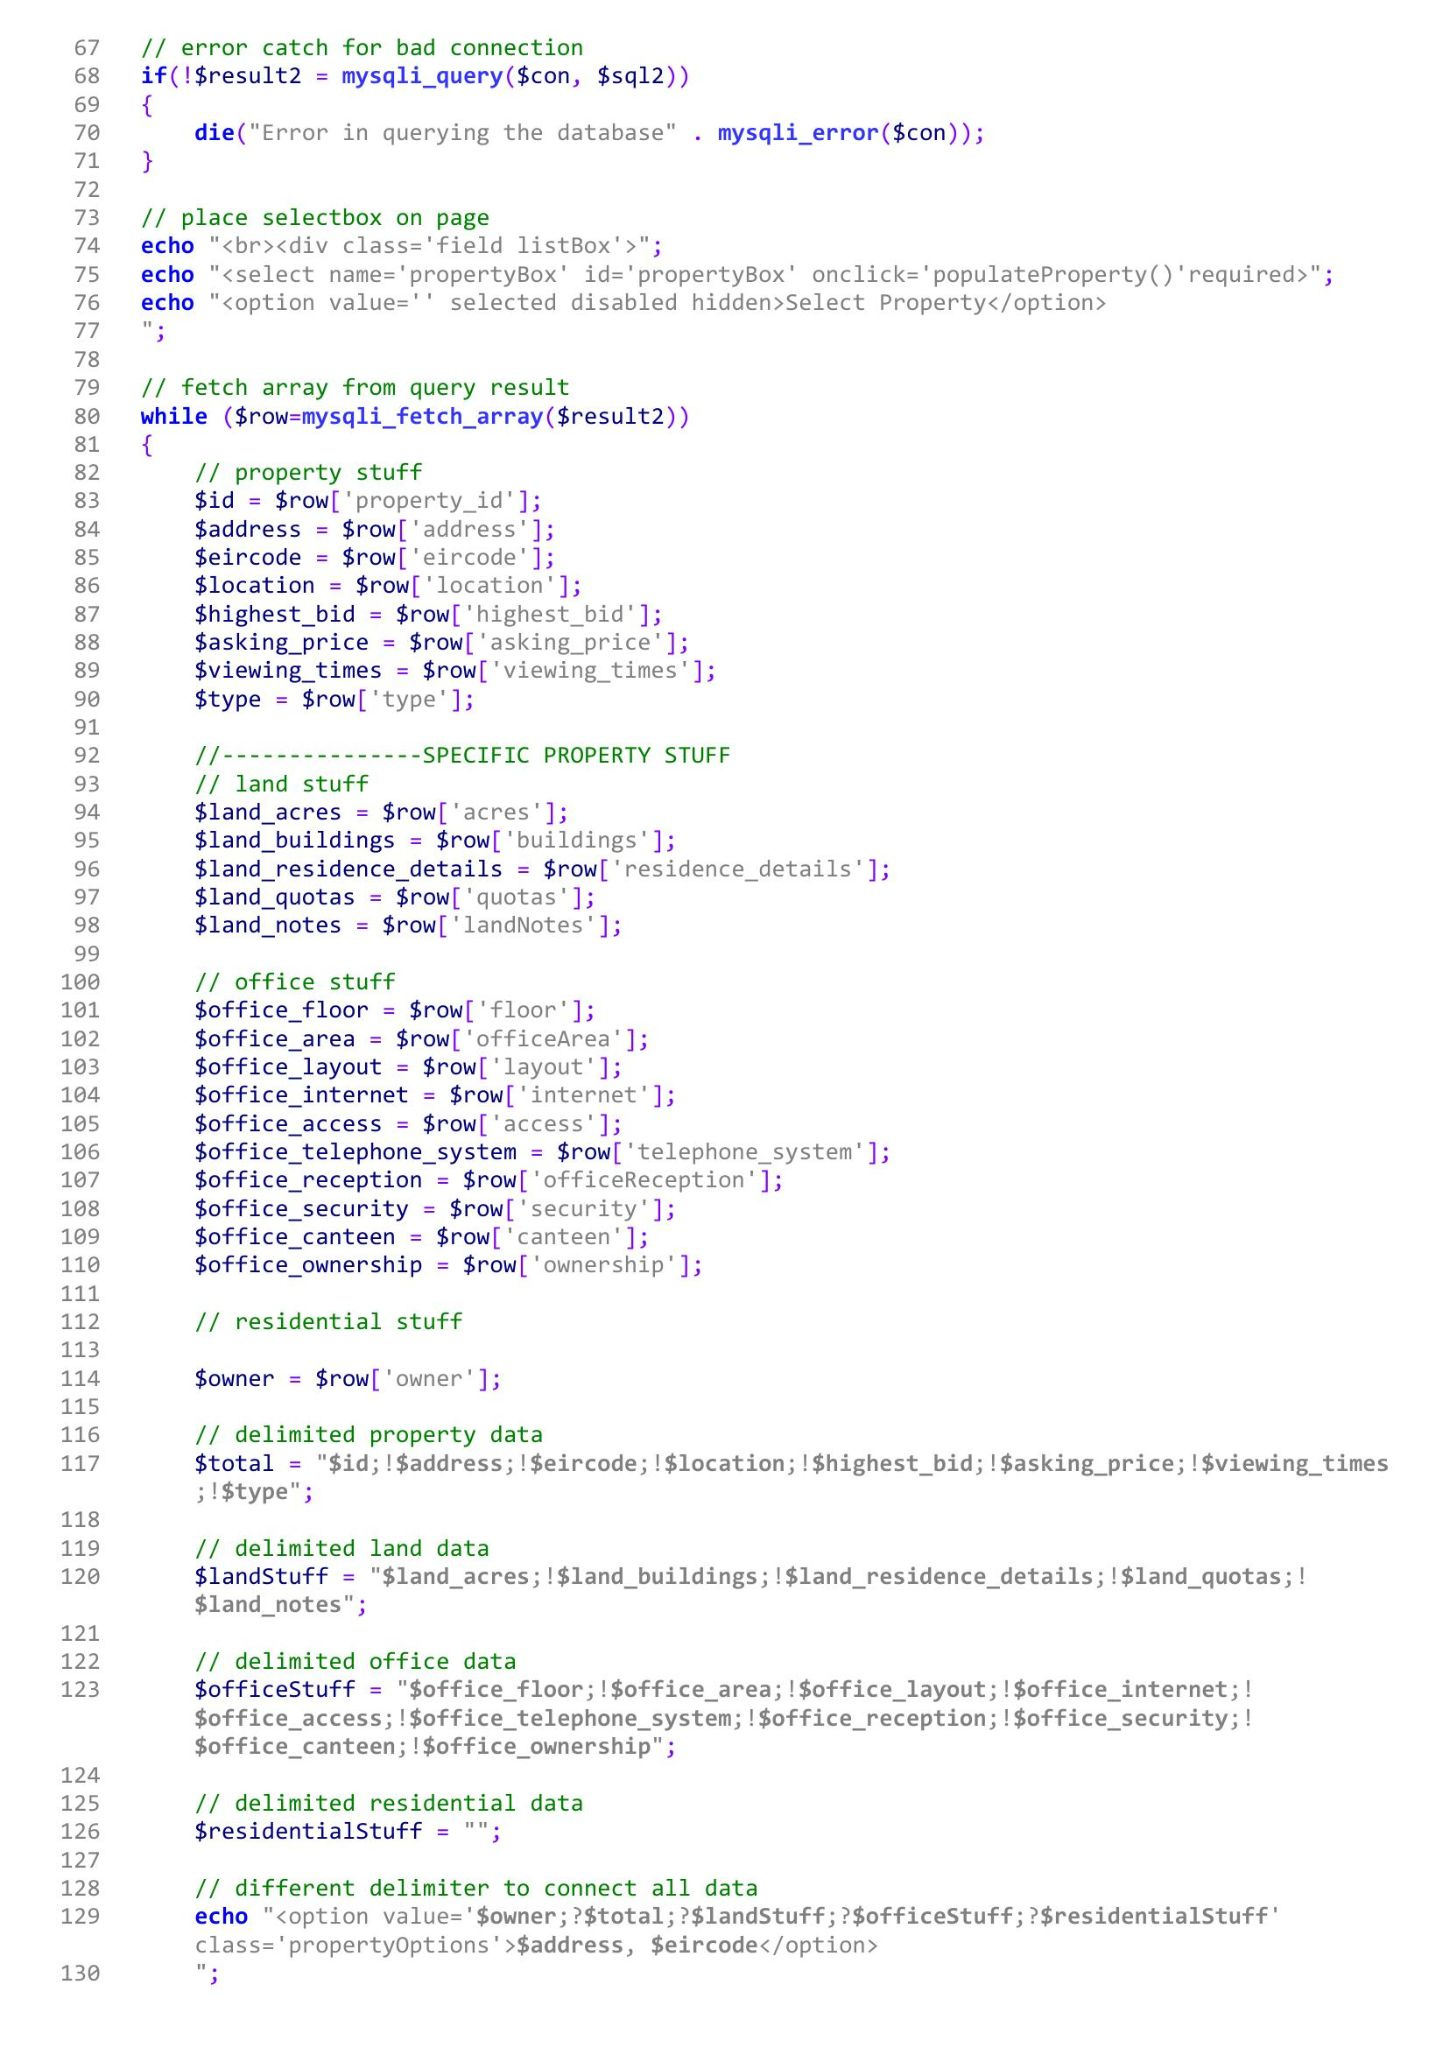 67 // error catch for bad connection
68 if(!$result2 = mysqli_query($con, $sql2))
69 {
70     die("Error in querying the database" . mysqli_error($con));
71 }
72
73 // place selectbox on page
74 echo "<br><div class='field listBox'>";
75 echo "<select name='propertyBox' id='propertyBox' onclick='populateProperty()'required>";
76 echo "<option value='' selected disabled hidden>Select Property</option>
77 ";
78
79 // fetch array from query result
80 while ($row=mysqli_fetch_array($result2))
81 {
82     // property stuff
83     $id = $row['property_id'];
84     $address = $row['address'];
85     $eircode = $row['eircode'];
86     $location = $row['location'];
87     $highest_bid = $row['highest_bid'];
88     $asking_price = $row['asking_price'];
89     $viewing_times = $row['viewing_times'];
90     $type = $row['type'];
91
92     //---------------SPECIFIC PROPERTY STUFF
93     // land stuff
94     $land_acres = $row['acres'];
95     $land_buildings = $row['buildings'];
96     $land_residence_details = $row['residence_details'];
97     $land_quotas = $row['quotas'];
98     $land_notes = $row['landNotes'];
99
100     // office stuff
101     $office_floor = $row['floor'];
102     $office_area = $row['officeArea'];
103     $office_layout = $row['layout'];
104     $office_internet = $row['internet'];
105     $office_access = $row['access'];
106     $office_telephone_system = $row['telephone_system'];
107     $office_reception = $row['officeReception'];
108     $office_security = $row['security'];
109     $office_canteen = $row['canteen'];
110     $office_ownership = $row['ownership'];
111
112     // residential stuff
113
114     $owner = $row['owner'];
115
116     // delimited property data
117     $total = "$id;!$address;!$eircode;!$location;!$highest_bid;!$asking_price;!$viewing_times
;!$type";
118
119     // delimited land data
120     $landStuff = "$land_acres;!$land_buildings;!$land_residence_details;!$land_quotas;!
$land_notes";
121
122     // delimited office data
123     $officeStuff = "$office_floor;!$office_area;!$office_layout;!$office_internet;!
$office_access;!$office_telephone_system;!$office_reception;!$office_security;!
$office_canteen;!$office_ownership";
124
125     // delimited residential data
126     $residentialStuff = "";
127
128     // different delimiter to connect all data
129     echo "<option value='$owner;?$total;?$landStuff;?$officeStuff;?$residentialStuff'
class='propertyOptions'>$address, $eircode</option>
130     ";